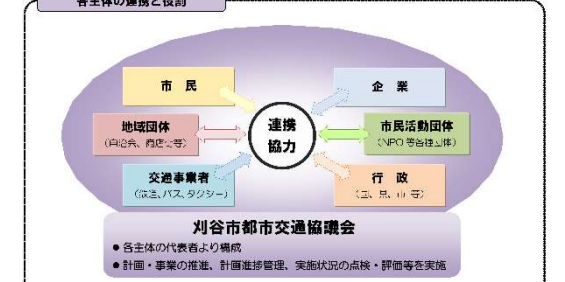 各主体の連携と役割
市 民
企 業
地域団体
(自治会、商店街等)
連携
協力
市民活動団体
(NPO 等各種団体)
交通事業者
(鉄道、バス、タクシー)
行 政
(国、県、市 等)
刈谷市都市交通協議会
● 各主体の代表者より構成
● 計画・事業の推進、計画進捗管理、実施状況の点検・評価等を実施